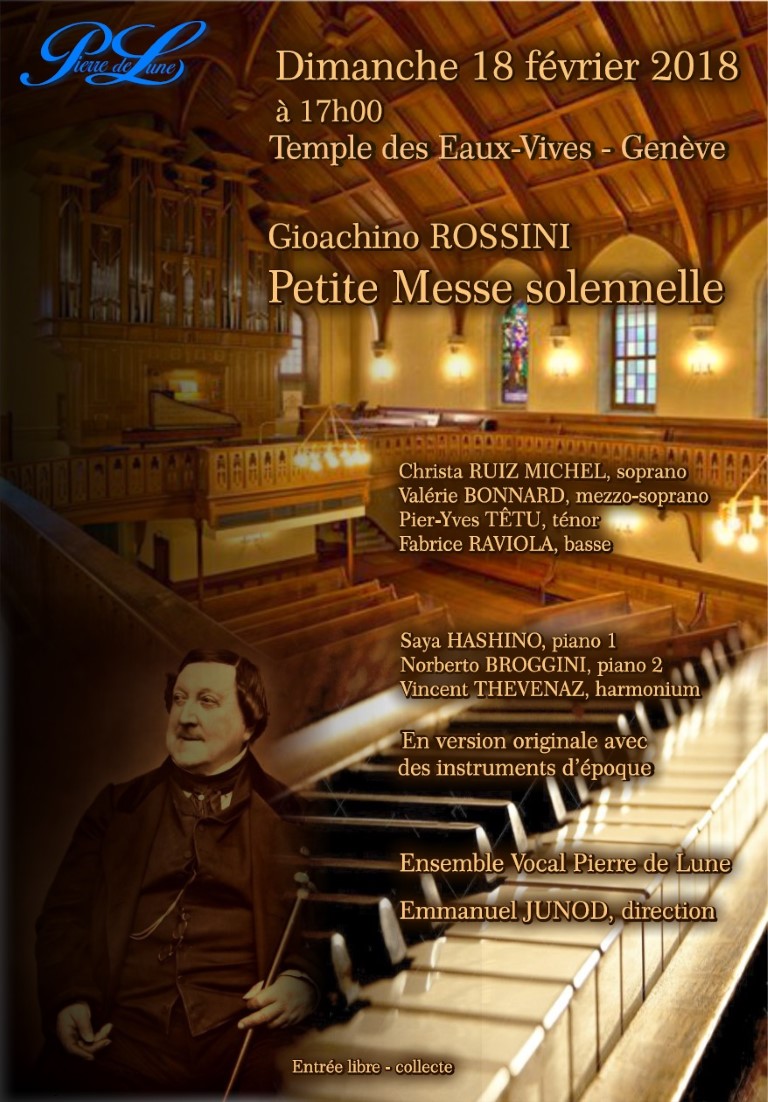 Pierre de Lune
Dimanche 18 février 2018
à 17h00
Temple des Eaux-Vives - Genève
Gioachino ROSSINI
Petite Messe solennelle
Christa RUIZ MICHEL, soprano
Valérie BONNARD, mezzo-soprano
Pier-Yves TÊTU, ténor
Fabrice RAVIOLA, basse
Saya HASHINO, piano 1
Norberto BROGGINI, piano 2
Vincent THEVENAZ, harmonium
En version originale avec
des instruments d'époque
Ensemble Vocal Pierre de Lune
Emmanuel JUNOD, direction
Entrée libre - collecte